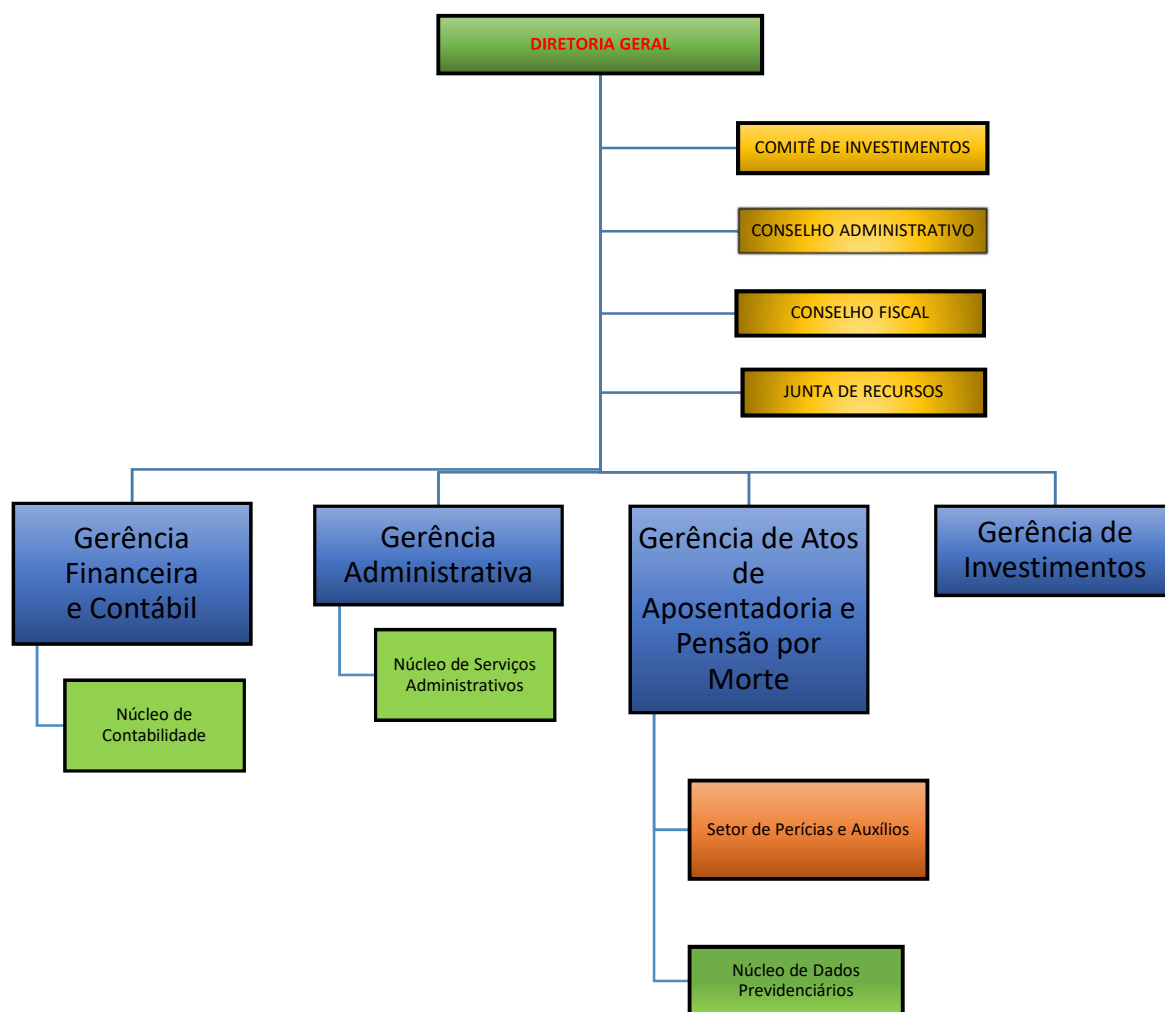 DIRETORIA GERAL
COMITÊ DE INVESTIMENTOS
CONSELHO ADMINISTRATIVO
CONSELHO FISCAL
JUNTA DE RECURSOS
Gerência
Financeira
e Contábil
Gerência
Administrativa
Gerência de Atos
de
Aposentadoria e
Pensão por
Morte
Gerência de
Investimentos
Núcleo de
Contabilidade
Núcleo de Serviços
Administrativos
Setor de Perícias e Auxílios
Núcleo de Dados
Previdenciários